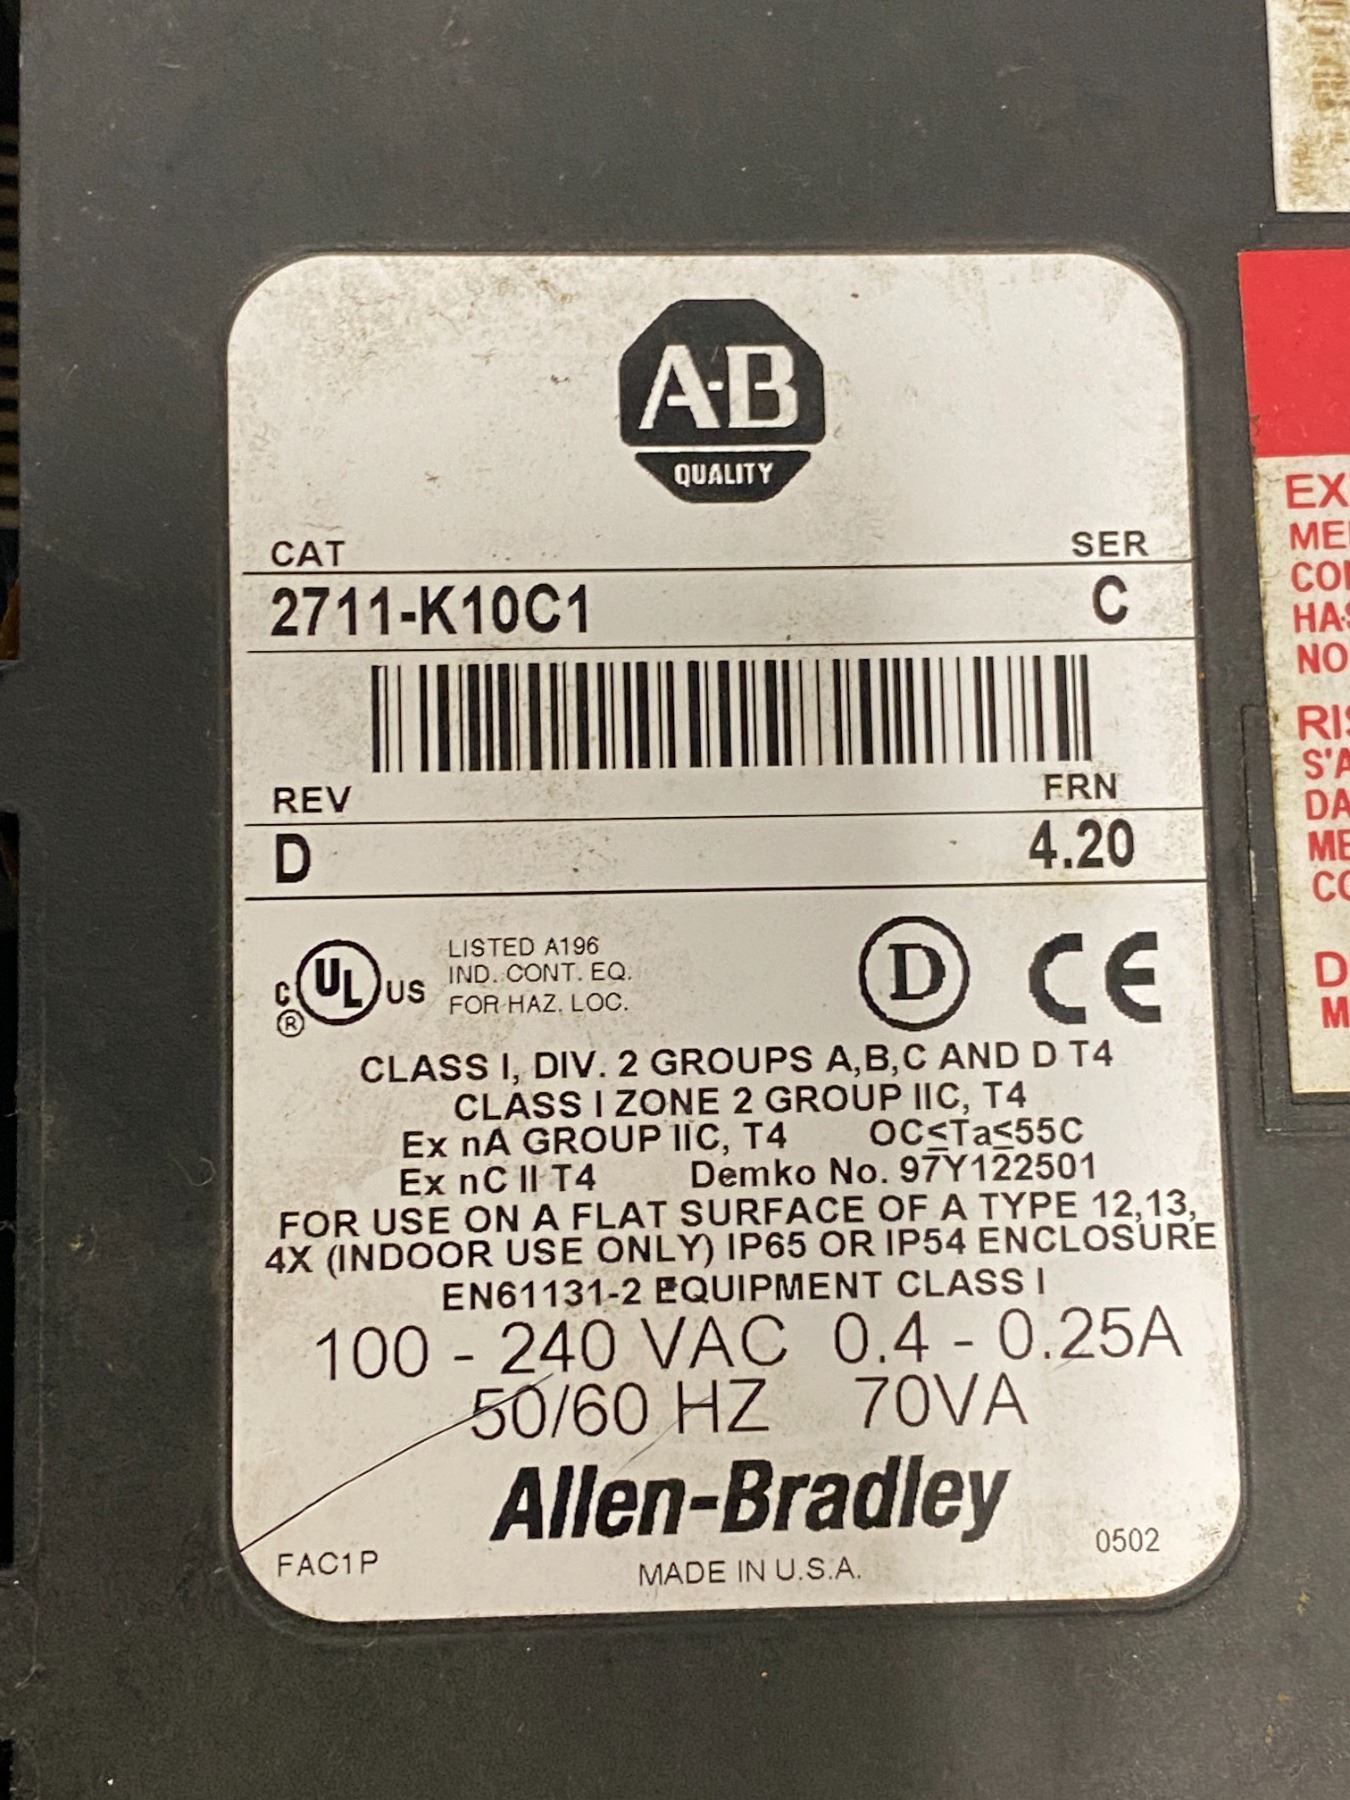 A-B
QUALITY
CAT SER
2711-K10C1 C
REV FRN
D 4.20
C UL US ®
LISTED A196
IND. CONT. EQ.
FOR HAZ. LOC.
D CE
CLASS I, DIV. 2 GROUPS A,B,C AND D T4
CLASS I ZONE 2 GROUP IIC, T4
Ex nA GROUP IIC, T4 OC≤Ta≤55C
Ex nC II T4 Demko No. 97Y122501
FOR USE ON A FLAT SURFACE OF A TYPE 12,13,
4X (INDOOR USE ONLY) IP65 OR IP54 ENCLOSURE
EN61131-2 EQUIPMENT CLASS I
100 - 240 VAC 0.4 - 0.25A
50/60 HZ 70VA
Allen-Bradley
FAC1P MADE IN U.S.A. 0502
EX
NO
S'A
DA